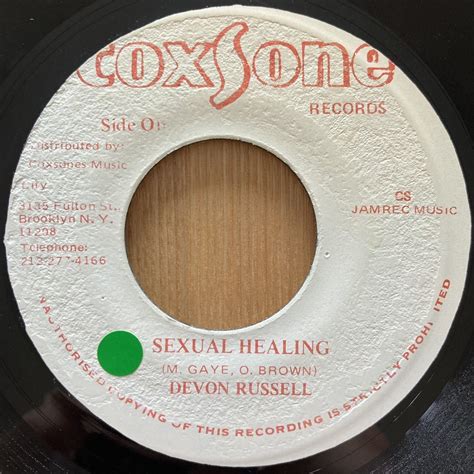 coxsone
RECORDS
Side
Distributed by:
Coxsones Music
City
3135 Fulton St.
Brooklyn N. Y.
11208
Telephone:
212-277-4166
CS
JAMREC MUSIC
SEXUAL HEALING
(M. GAYE, O. BROWN)
DEVON RUSSELL
UNAUTHORISED COPYING OF THIS RECORDING IS STRICTLY PROHIBITED